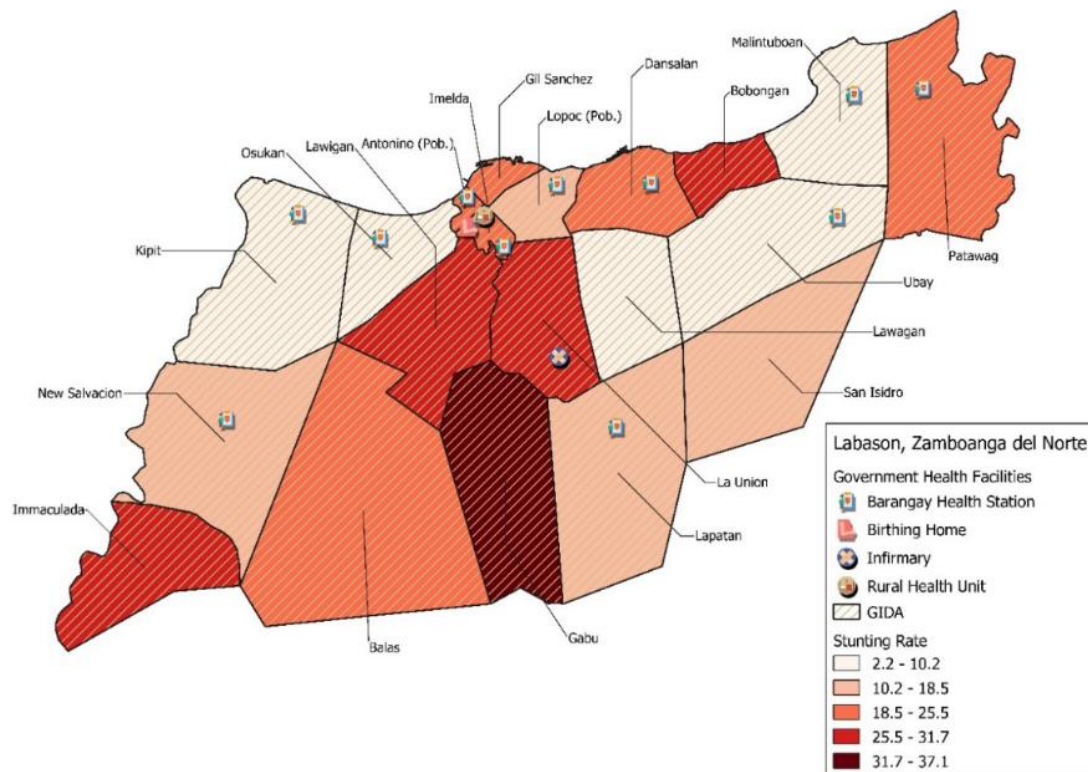 Malintuboan
Dansalan
Gil Sanchez
Bobongan
Imelda
Lopoc (Pob.)
Antonino (Pob.)
Lawigan
Osukan
Kipit
Patawag
Ubay
Lawagan
New Salvacion
San Isidro
La Union
Immaculada
Lapatan
Gabu
Balas
Labason, Zamboanga del Norte
Government Health Facilities
Barangay Health Station
Birthing Home
Infirmary
Rural Health Unit
GIDA
Stunting Rate
2.2 - 10.2
10.2 - 18.5
18.5 - 25.5
25.5 - 31.7
31.7 - 37.1